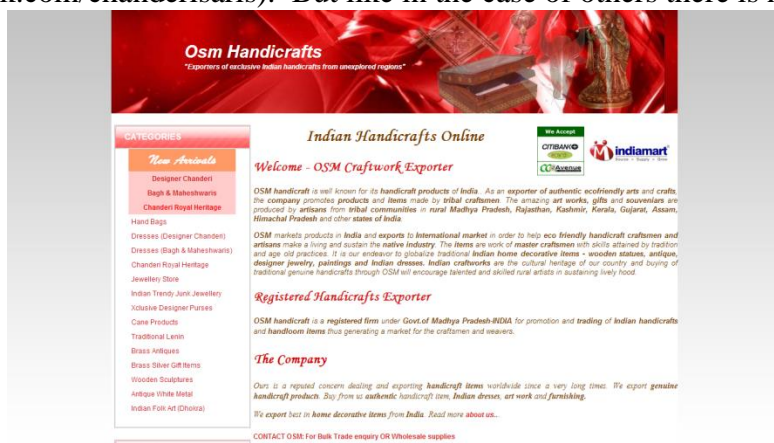 k.com/chanderisaris). But like in the case of others there is
Osm Handicrafts
"Exporters of exclusive Indian handicrafts from unexplored regions"
CATEGORIES
New Arrivals
Designer Chanderi
Bagh & Maheshwaris
Chanderi Royal Heritage
Hand Bags
Dresses (Designer Chanderi)
Dresses (Bagh & Maheshwaris)
Chanderi Royal Heritage
Jewellery Store
Indian Trendy Junk Jewellery
Xclusive Designer Purses
Cane Products
Traditional Lenin
Brass Antiques
Brass Silver Gift Items
Wooden Sculptures
Antique White Metal
Indian Folk Art (Dhokra)
Indian Handicrafts Online
We Accept
CITIBANK
CCAvenue
indiamart
Welcome - OSM Craftwork Exporter
OSM handicraft is well known for its handicraft products of India . As an exporter of authentic ecofriendly arts and crafts,
the company promotes products and items made by tribal craftsmen. The amazing art works, gifts and souveniars are
produced by artisans from tribal communities in rural Madhya Pradesh, Rajasthan, Kashmir, Kerala, Gujarat, Assam,
Himachal Pradesh and other states of India.
OSM markets products in India and exports to International market in order to help eco friendly handicraft craftsmen and
artisans make a living and sustain the native industry. The items are work of master craftsmen with skills attained by tradition
and age old practices. It is our endeavor to globalize traditional Indian home decorative items - wooden statues, antique,
designer jewelry, paintings and Indian dresses. Indian craftworks are the cultural heritage of our country and buying of
traditional genuine handicrafts through OSM will encourage talented and skilled rural artists in sustaining lively hood.
Registered Handicrafts Exporter
OSM handicraft is a registered firm under Govt.of Madhya Pradesh-INDIA for promotion and trading of indian handicrafts
and handloom items thus generating a market for the craftsmen and weavers.
The Company
Ours is a reputed concern dealing and exporting handicraft items worldwide since a very long times. We export genuine
handicraft products. Buy from us authentic handicraft item, Indian dresses, art work and furnishing.
We export best in home decorative items from India. Read more about us...
CONTACT OSM: For Bulk Trade enquiry OR Wholesale supplies